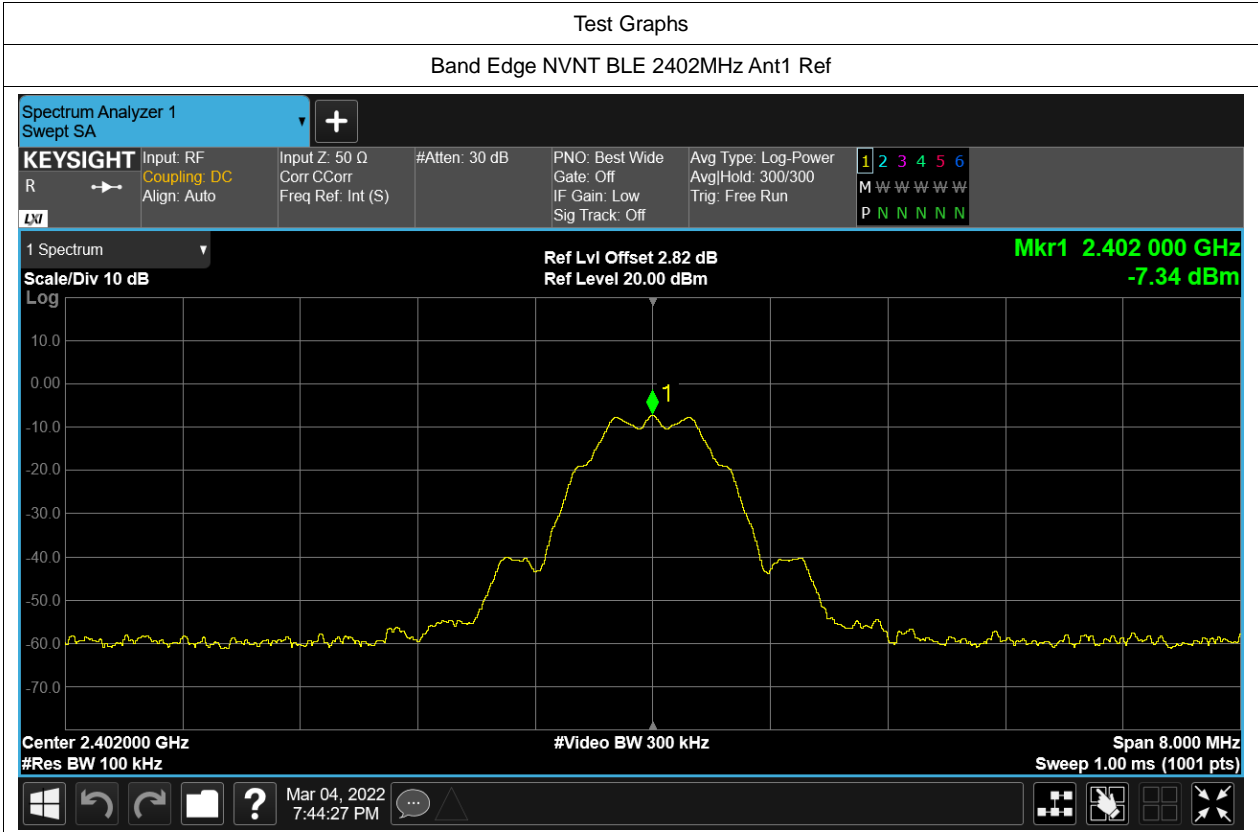 Test Graphs
Band Edge NVNT BLE 2402MHz Ant1 Ref
Spectrum Analyzer 1
Swept SA
KEYSIGHT
R
LXI
Input: RF
Coupling: DC
Align: Auto
Input Z: 50 Ω
Corr CCorr
Freq Ref: Int (S)
#Atten: 30 dB
PNO: Best Wide
Gate: Off
IF Gain: Low
Sig Track: Off
Avg Type: Log-Power
Avg|Hold: 300/300
Trig: Free Run
1 2 3 4 5 6
M W W W W W
P N N N N N
1 Spectrum
Scale/Div 10 dB
Log
Ref Lvl Offset 2.82 dB
Ref Level 20.00 dBm
Mkr1 2.402 000 GHz
-7.34 dBm
10.0
0.00
-10.0
-20.0
-30.0
-40.0
-50.0
-60.0
-70.0
1
Center 2.402000 GHz
#Res BW 100 kHz
#Video BW 300 kHz
Span 8.000 MHz
Sweep 1.00 ms (1001 pts)
?
Mar 04, 2022
7:44:27 PM